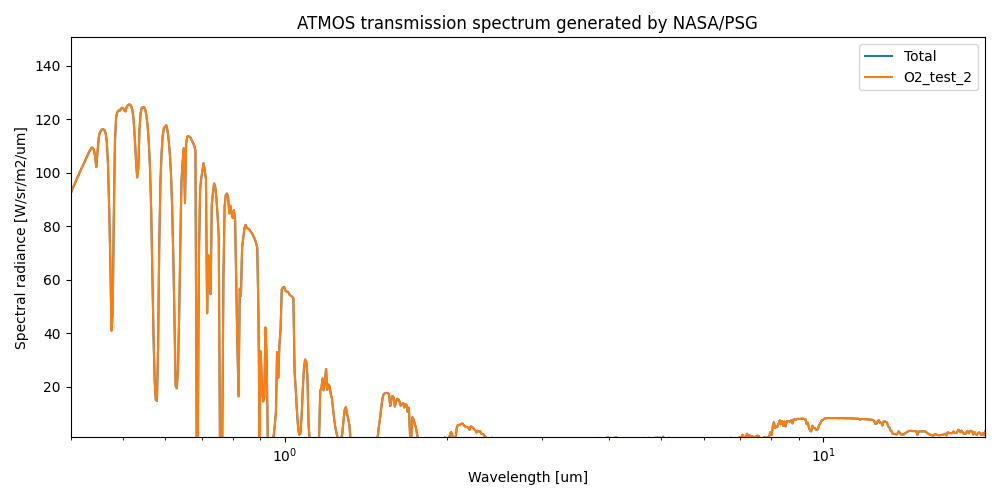 ATMOS transmission spectrum generated by NASA/PSG
Total
O2_test_2
Spectral radiance [W/sr/m2/um]
140
120
100
80
60
40
20
10⁰
10¹
Wavelength [um]